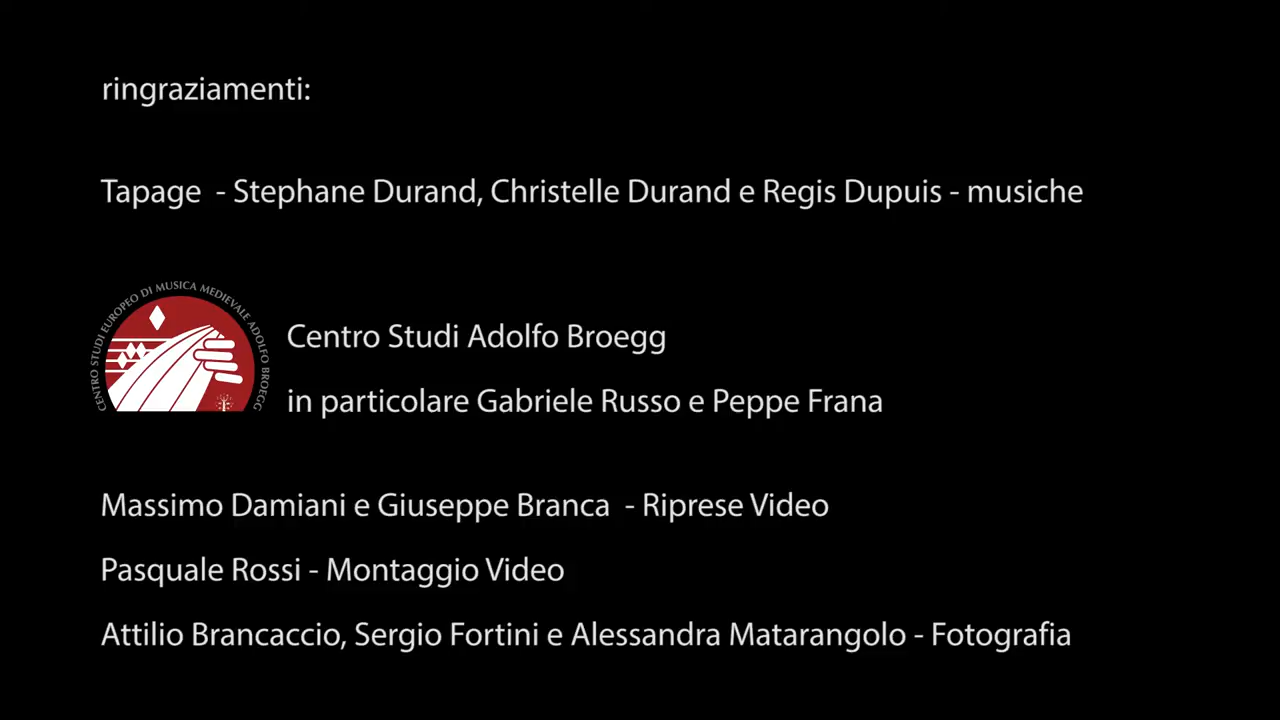 ringraziamenti:
Tapage - Stephane Durand, Christelle Durand e Regis Dupuis - musiche
CENTRO STUDI EUROPEO DI MUSICA MEDIEVALE ADOLFO BROEGG
Centro Studi Adolfo Broegg
in particolare Gabriele Russo e Peppe Frana
Massimo Damiani e Giuseppe Branca - Riprese Video
Pasquale Rossi - Montaggio Video
Attilio Brancaccio, Sergio Fortini e Alessandra Matarangolo - Fotografia